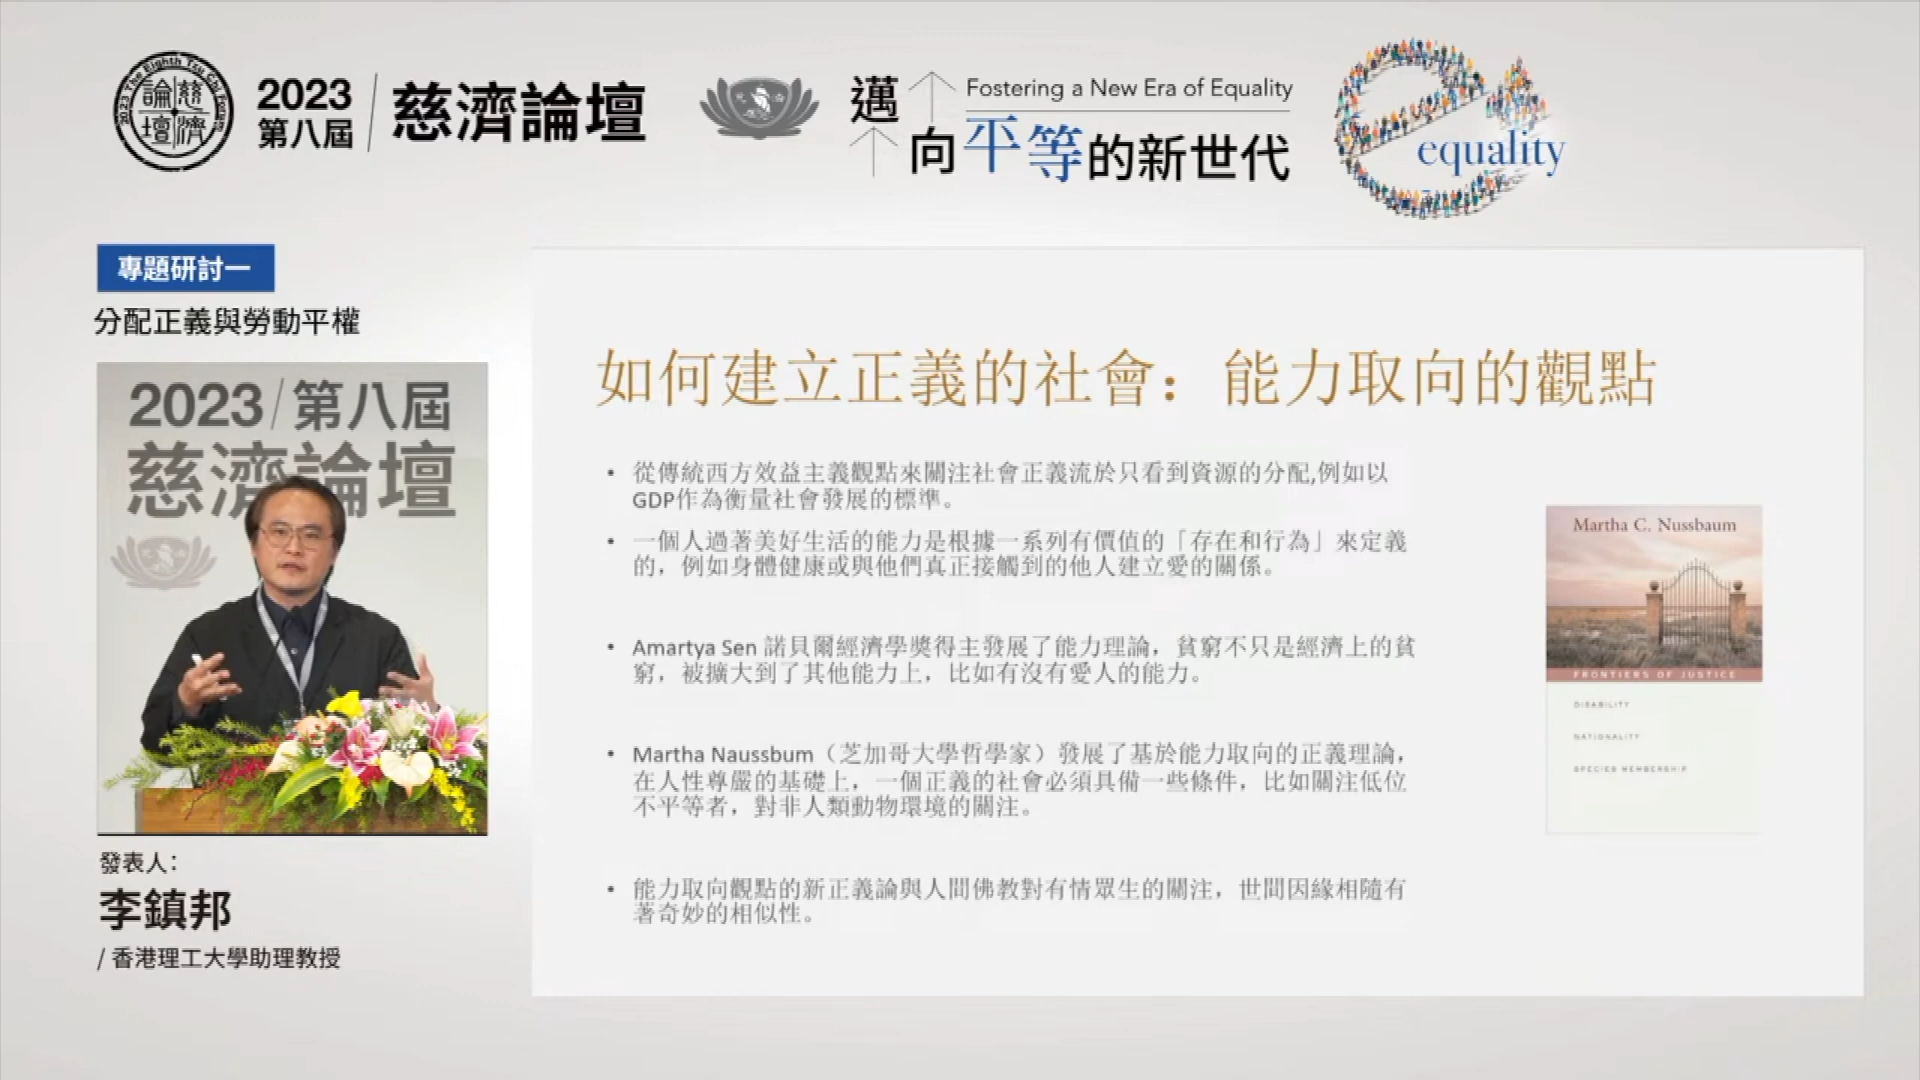 2023 The Eighth Tzu Chi Forum
論慈
壇濟
2023
第八屆
慈濟論壇
邁
向平等的新世代
Fostering a New Era of Equality
equality
專題研討一
分配正義與勞動平權
2023/第八屆
慈濟論壇
發表人:
李鎮邦
/ 香港理工大學助理教授
如何建立正義的社會：能力取向的觀點
• 從傳統西方效益主義觀點來關注社會正義流於只看到資源的分配,例如以
GDP作為衡量社會發展的標準。
• 一個人過著美好生活的能力是根據一系列有價值的「存在和行為」來定義
的，例如身體健康或與他們真正接觸到的他人建立愛的關係。
• Amartya Sen 諾貝爾經濟學獎得主發展了能力理論，貧窮不只是經濟上的貧
窮，被擴大到了其他能力上，比如有沒有愛人的能力。
• Martha Naussbum（芝加哥大學哲學家）發展了基於能力取向的正義理論，
在人性尊嚴的基礎上，一個正義的社會必須具備一些條件，比如關注低位
不平等者，對非人類動物環境的關注。
• 能力取向觀點的新正義論與人間佛教對有情眾生的關注，世間因緣相隨有
著奇妙的相似性。
Martha C. Nussbaum
FRONTIERS OF JUSTICE
DISABILITY
NATIONALITY
SPECIES MEMBERSHIP